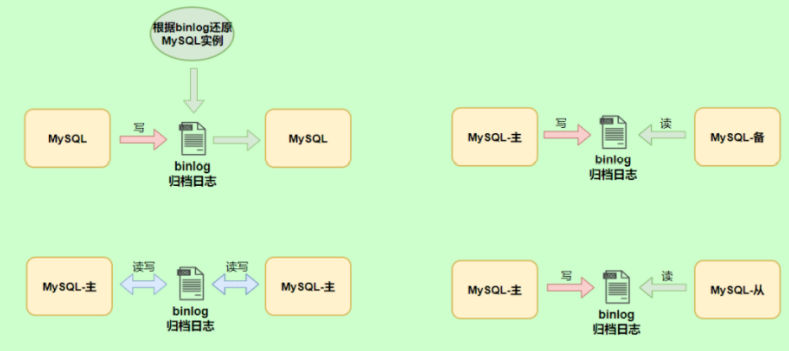 根据binlog还原
MySQL实例
MySQL
写
MySQL
binlog
归档日志
MySQL-主
写
读
MySQL-备
binlog
归档日志
MySQL-主
读写
读写
MySQL-主
binlog
归档日志
MySQL-主
写
读
MySQL-从
binlog
归档日志